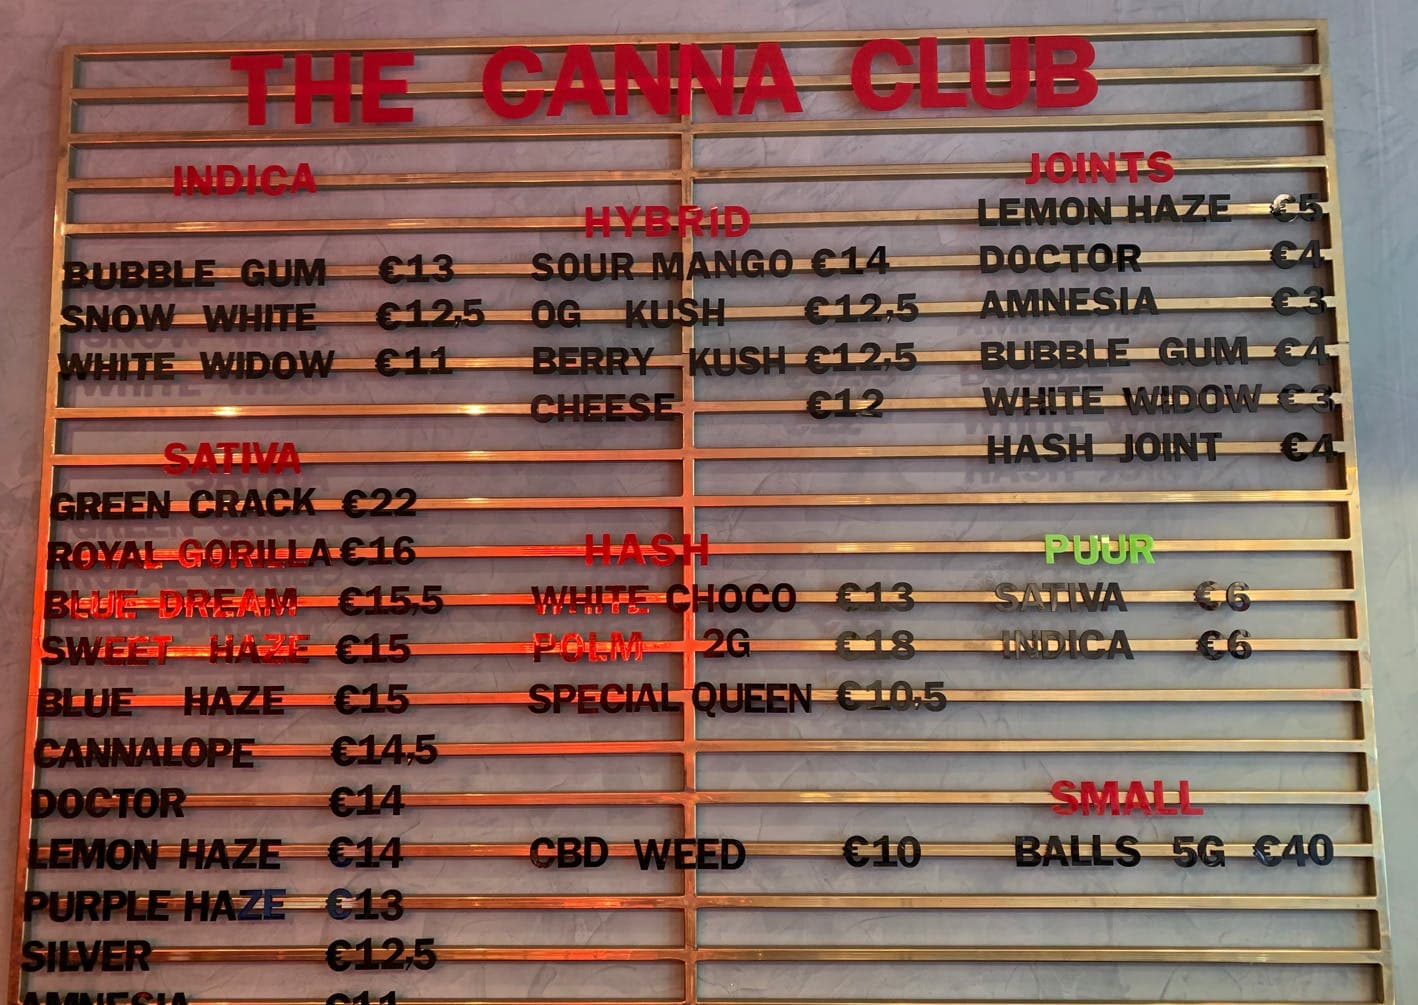 THE CANNA CLUB
INDICA
BUBBLE GUM €13
SNOW WHITE €12,5
WHITE WIDOW €11
SATIVA
GREEN CRACK €22
ROYAL GORILLA €16
BLUE DREAM €15,5
SWEET HAZE €15
BLUE HAZE €15
CANNALOPE €14,5
DOCTOR €14
LEMON HAZE €14
PURPLE HAZE €13
SILVER €12,5
AMNESIA €11
HYBRID
SOUR MANGO €14
OG KUSH €12,5
BERRY KUSH €12,5
CHEESE €12
HASH
WHITE CHOCO €13
POLM 2G €18
SPECIAL QUEEN €10,5
CBD WEED €10
JOINTS
LEMON HAZE €5
DOCTOR €4
AMNESIA €3
BUBBLE GUM €4
WHITE WIDOW €3
HASH JOINT €4
PUUR
SATIVA €6
INDICA €6
SMALL
BALLS 5G €40